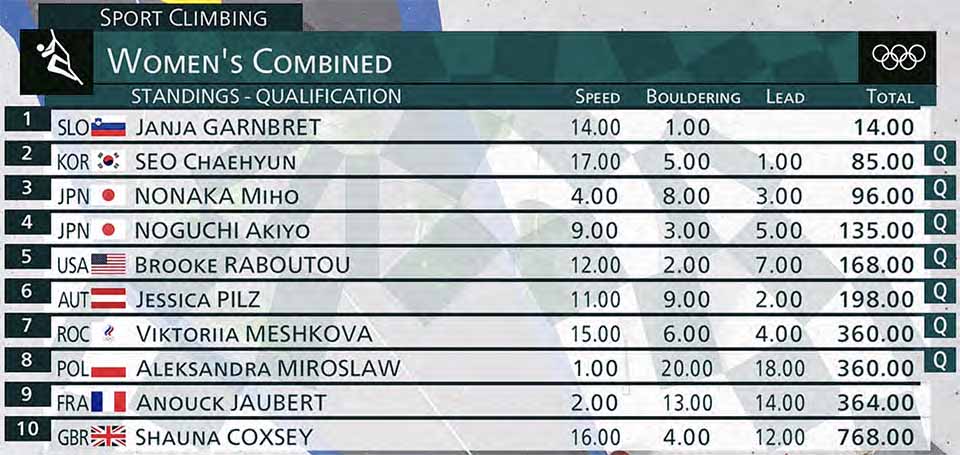 SPORT CLIMBING
WOMEN'S COMBINED
STANDINGS - QUALIFICATION SPEED BOULDERING LEAD TOTAL
1 SLO JANJA GARNBRET 14.00 1.00 14.00
2 KOR SEO CHAEHYUN 17.00 5.00 1.00 85.00 Q
3 JPN NONAKA MIHO 4.00 8.00 3.00 96.00 Q
4 JPN NOGUCHI AKIYO 9.00 3.00 5.00 135.00 Q
5 USA BROOKE RABOUTOU 12.00 2.00 7.00 168.00 Q
6 AUT JESSICA PILZ 11.00 9.00 2.00 198.00 Q
7 ROC VIKTORIIA MESHKOVA 15.00 6.00 4.00 360.00 Q
8 POL ALEKSANDRA MIROSLAW 1.00 20.00 18.00 360.00 Q
9 FRA ANOUCK JAUBERT 2.00 13.00 14.00 364.00
10 GBR SHAUNA COXSEY 16.00 4.00 12.00 768.00